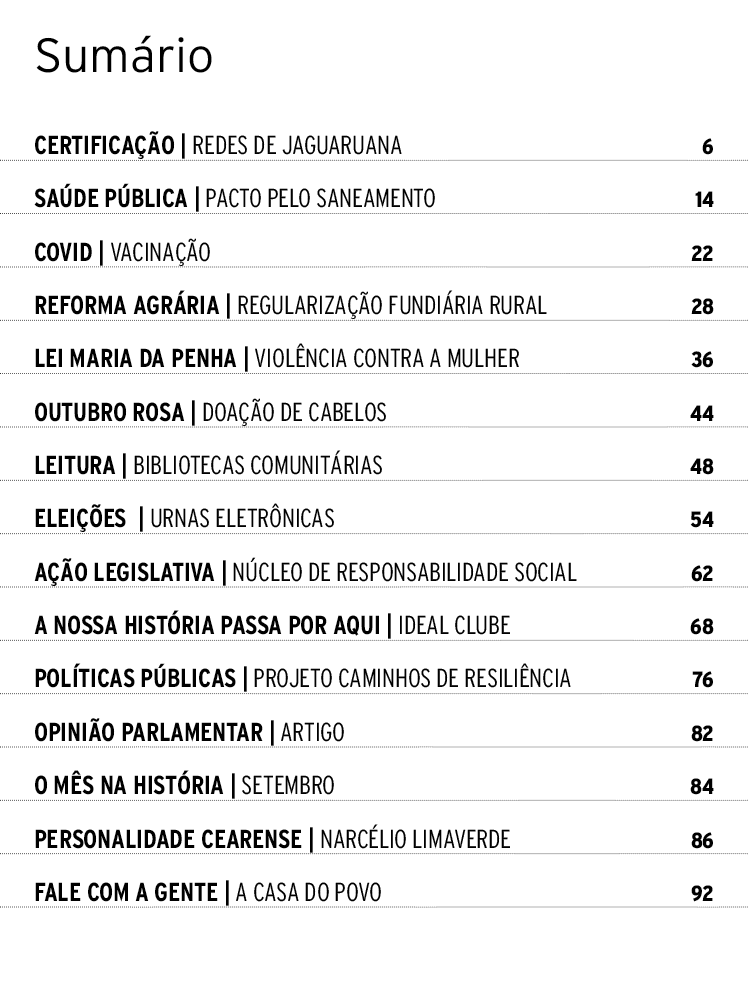 Sumário
CERTIFICAÇÃO | REDES DE JAGUARUANA 6
SAÚDE PÚBLICA | PACTO PELO SANEAMENTO 14
COVID | VACINAÇÃO 22
REFORMA AGRÁRIA | REGULARIZAÇÃO FUNDIÁRIA RURAL 28
LEI MARIA DA PENHA | VIOLÊNCIA CONTRA A MULHER 36
OUTUBRO ROSA | DOAÇÃO DE CABELOS 44
LEITURA | BIBLIOTECAS COMUNITÁRIAS 48
ELEIÇÕES | URNAS ELETRÔNICAS 54
AÇÃO LEGISLATIVA | NÚCLEO DE RESPONSABILIDADE SOCIAL 62
A NOSSA HISTÓRIA PASSA POR AQUI | IDEAL CLUBE 68
POLÍTICAS PÚBLICAS | PROJETO CAMINHOS DE RESILIÊNCIA 76
OPINIÃO PARLAMENTAR | ARTIGO 82
O MÊS NA HISTÓRIA | SETEMBRO 84
PERSONALIDADE CEARENSE | NARCÉLIO LIMAVERDE 86
FALE COM A GENTE | A CASA DO POVO 92